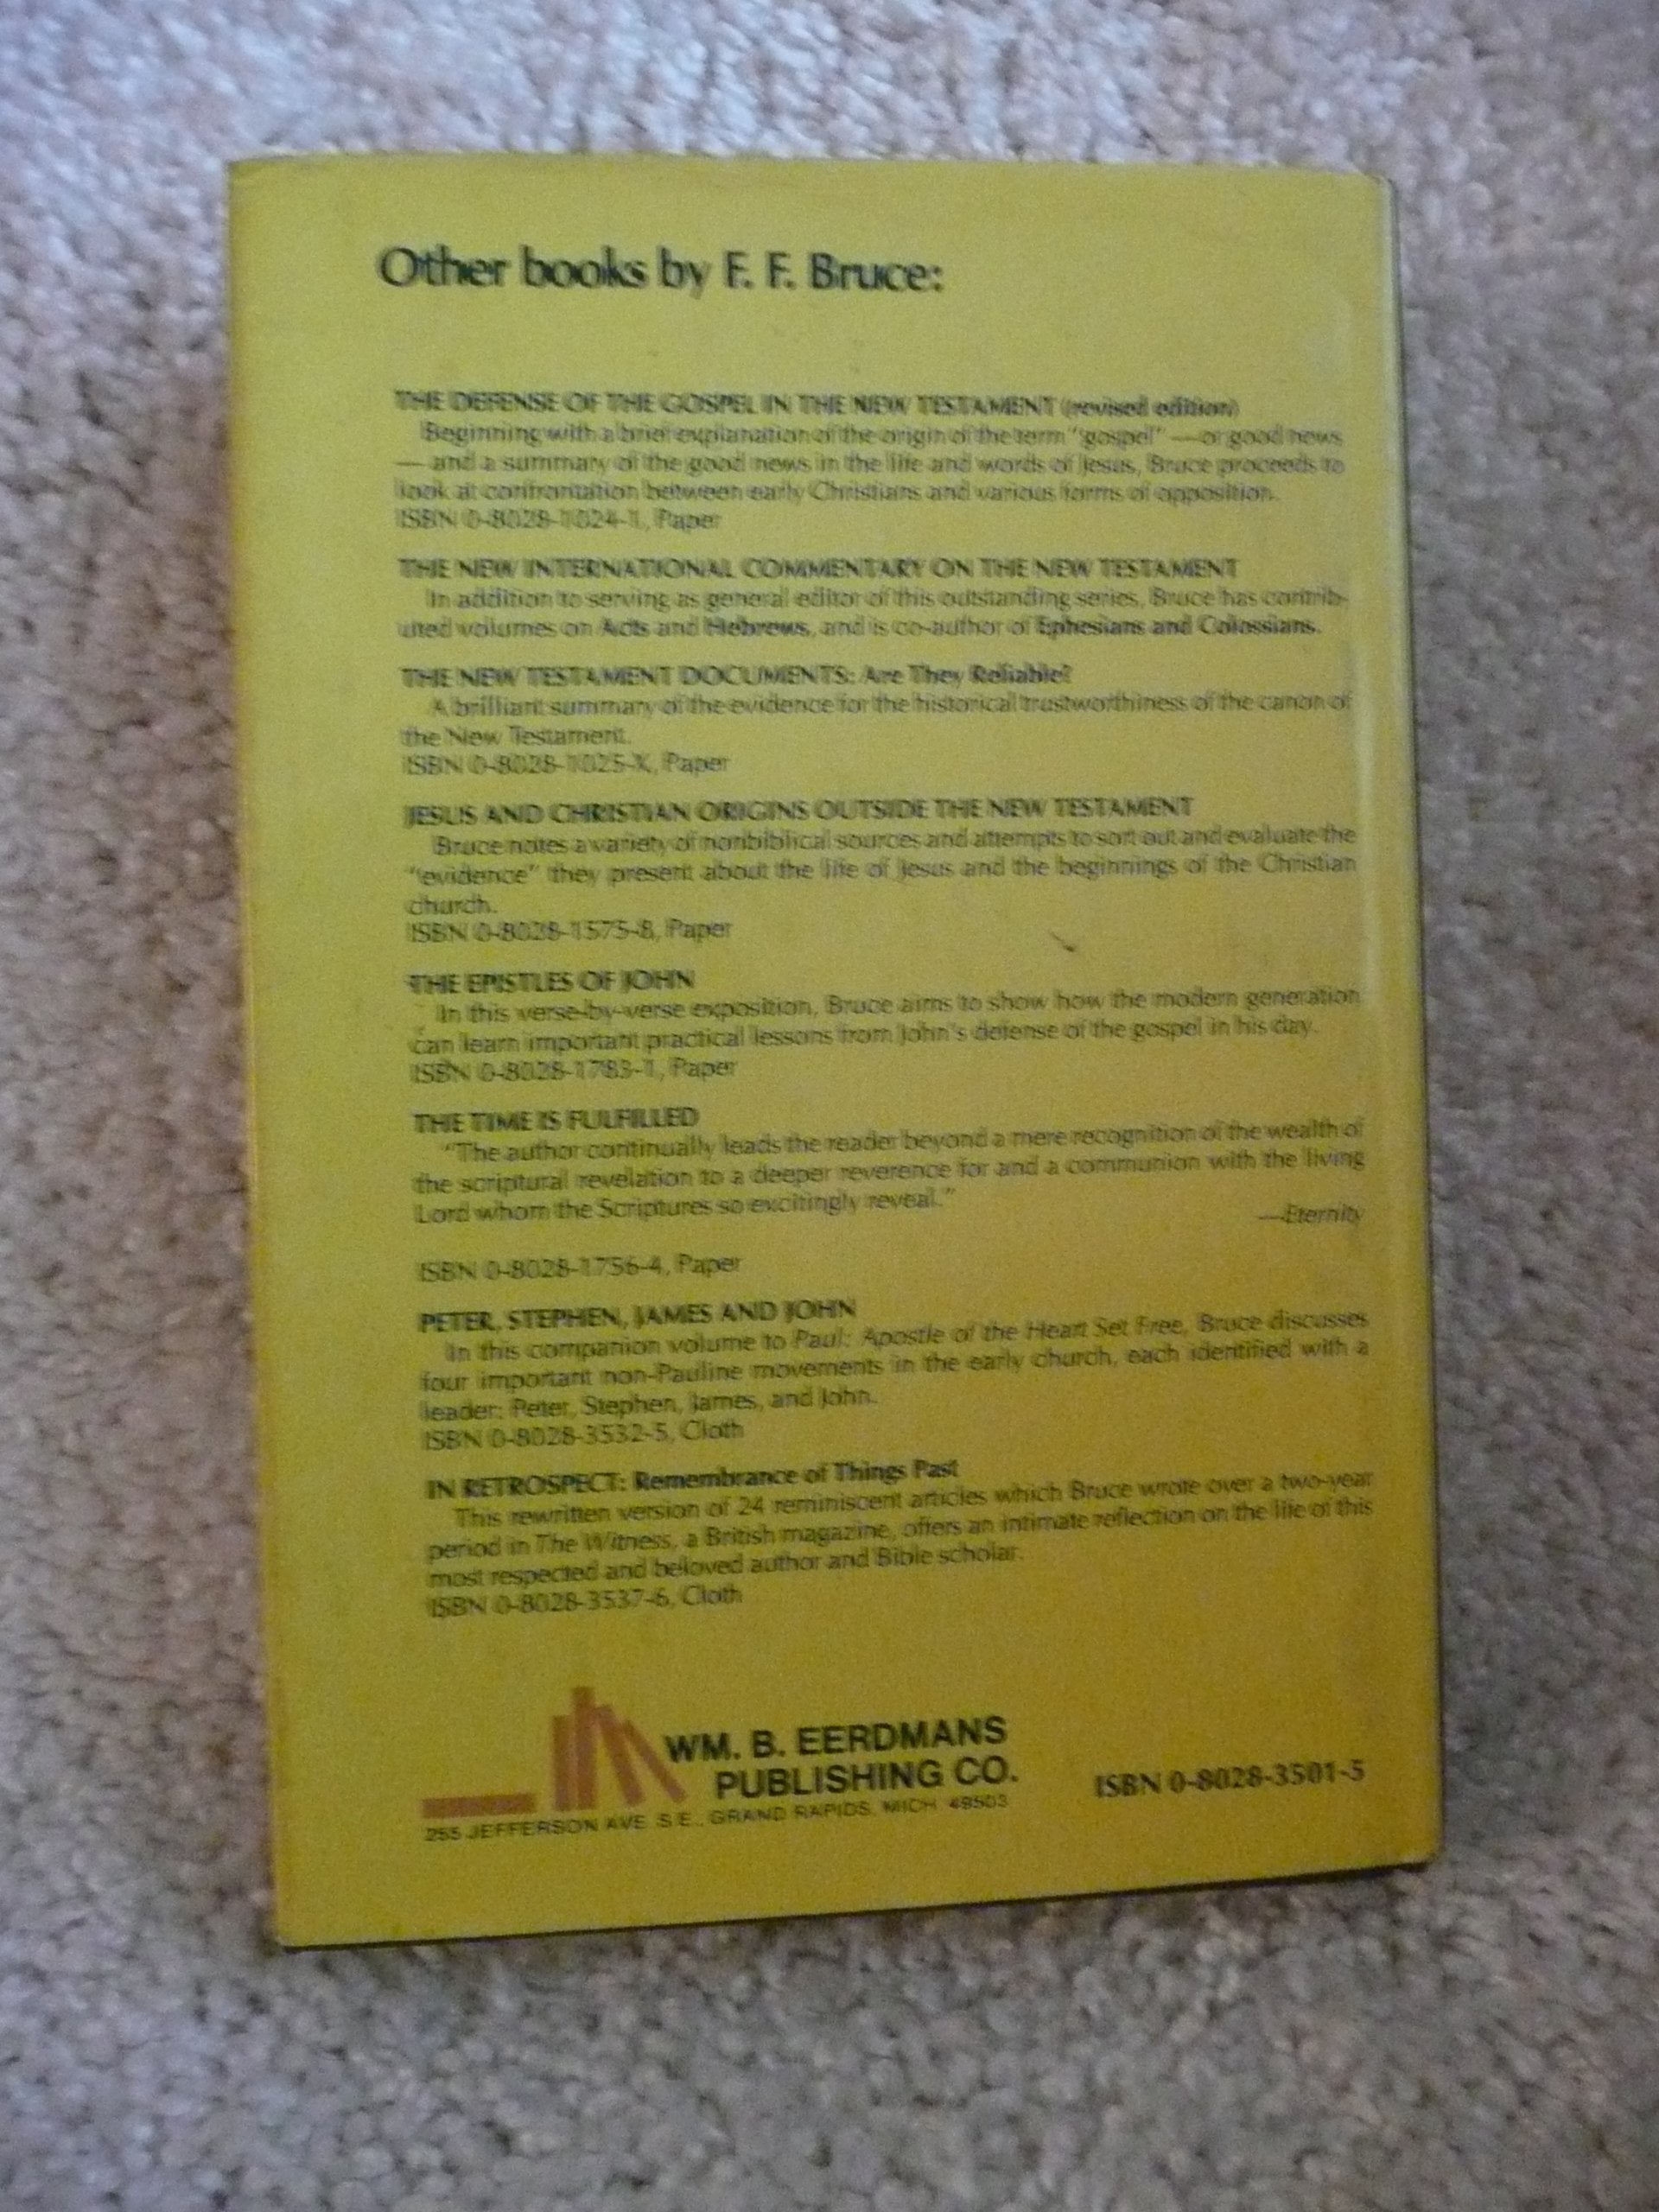 Other books by F. F. Bruce:
THE DEFENSE OF THE GOSPEL IN THE NEW TESTAMENT (revised edition)
Beginning with a brief explanation of the origin of the term "gospel" — or good news
— and a summary of the good news in the life and words of Jesus, Bruce proceeds to
look at confrontation between early Christians and various forms of opposition.
ISBN 0-8028-1024-1, Paper
THE NEW INTERNATIONAL COMMENTARY ON THE NEW TESTAMENT
In addition to serving as general editor of this outstanding series, Bruce has contrib-
uted volumes on Acts and Hebrews, and is co-author of Ephesians and Colossians.
THE NEW TESTAMENT DOCUMENTS: Are They Reliable?
A brilliant summary of the evidence for the historical trustworthiness of the canon of
the New Testament.
ISBN 0-8028-1025-X, Paper
JESUS AND CHRISTIAN ORIGINS OUTSIDE THE NEW TESTAMENT
Bruce notes a variety of nonbiblical sources and attempts to sort out and evaluate the
"evidence" they present about the life of Jesus and the beginnings of the Christian
church.
ISBN 0-8028-1575-8, Paper
THE EPISTLES OF JOHN
In this verse-by-verse exposition, Bruce aims to show how the modern generation
can learn important practical lessons from John's defense of the gospel in his day.
ISBN 0-8028-1783-1, Paper
THE TIME IS FULFILLED
"The author continually leads the reader beyond a mere recognition of the wealth of
the scriptural revelation to a deeper reverence for and a communion with the living
Lord whom the Scriptures so excitingly reveal."
—Eternity
ISBN 0-8028-1756-4, Paper
PETER, STEPHEN, JAMES AND JOHN
In this companion volume to Paul: Apostle of the Heart Set Free, Bruce discusses
four important non-Pauline movements in the early church, each identified with a
leader: Peter, Stephen, James, and John.
ISBN 0-8028-3532-5, Cloth
IN RETROSPECT: Remembrance of Things Past
This rewritten version of 24 reminiscent articles which Bruce wrote over a two-year
period in The Witness, a British magazine, offers an intimate reflection on the life of this
most respected and beloved author and Bible scholar.
ISBN 0-8028-3537-6, Cloth
WM. B. EERDMANS
PUBLISHING CO.
255 JEFFERSON AVE. S.E., GRAND RAPIDS, MICH. 49503
ISBN 0-8028-3501-5